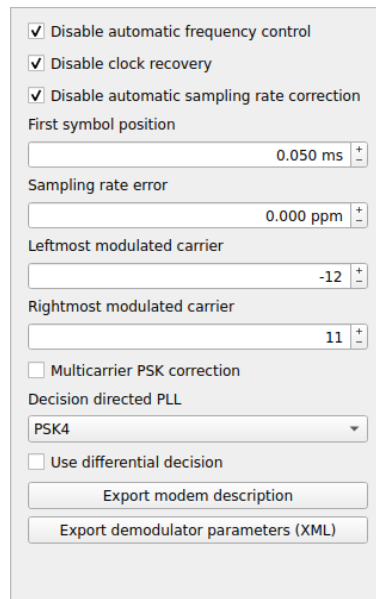 Disable automatic frequency control
Disable clock recovery
Disable automatic sampling rate correction
First symbol position
0.050 ms
Sampling rate error
0.000 ppm
Leftmost modulated carrier
-12
Rightmost modulated carrier
11
Multicarrier PSK correction
Decision directed PLL
PSK4
Use differential decision
Export modem description
Export demodulator parameters (XML)